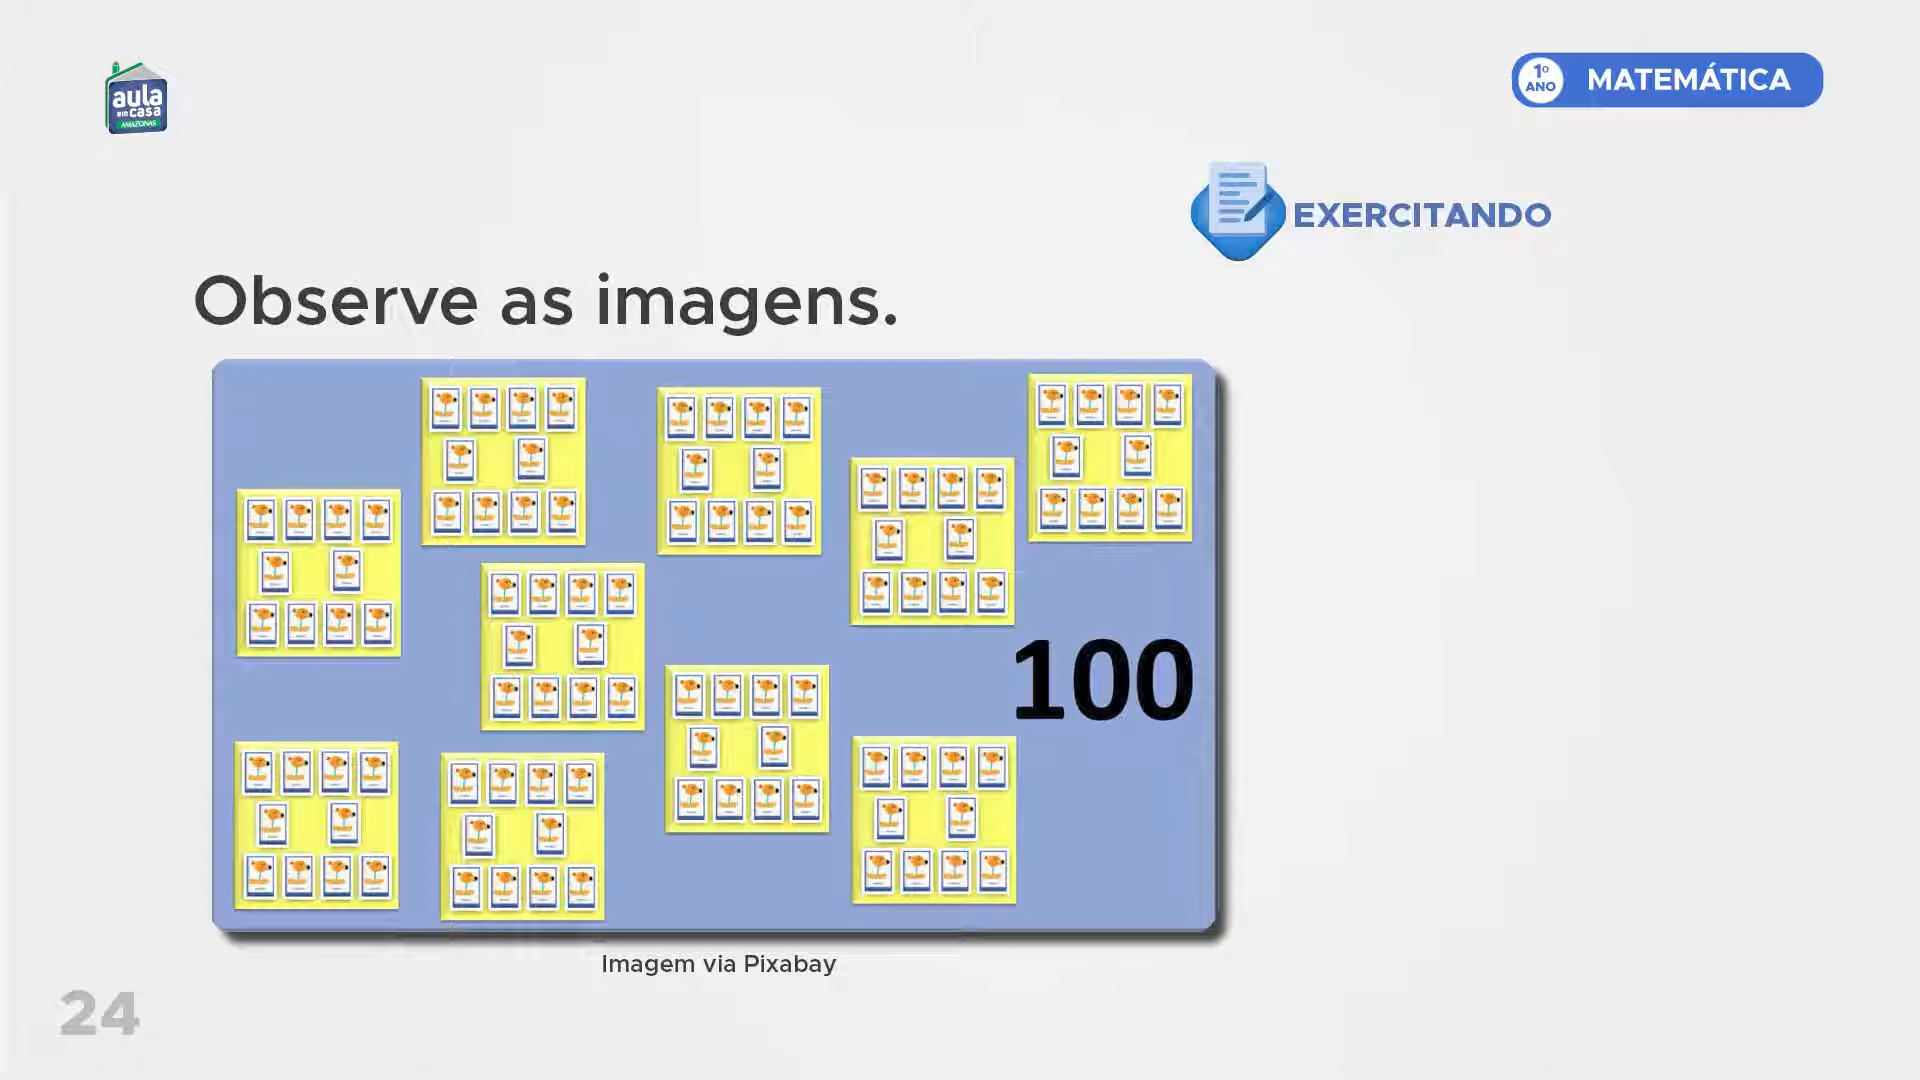 aula
em casa
AMAZONAS
1º
ANO
MATEMÁTICA
EXERCITANDO
Observe as imagens.
100
Imagem via Pixabay
24